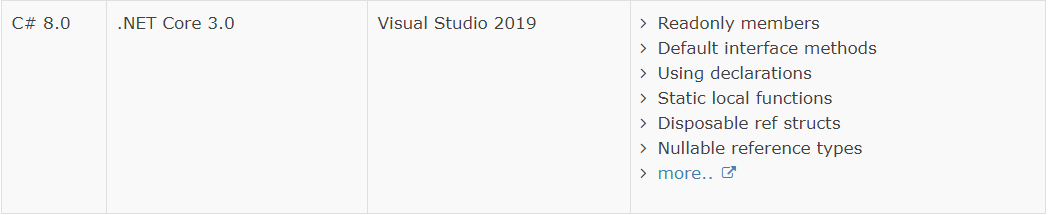 C# 8.0 .NET Core 3.0 Visual Studio 2019 Readonly members
Default interface methods
Using declarations
Static local functions
Disposable ref structs
Nullable reference types
more..